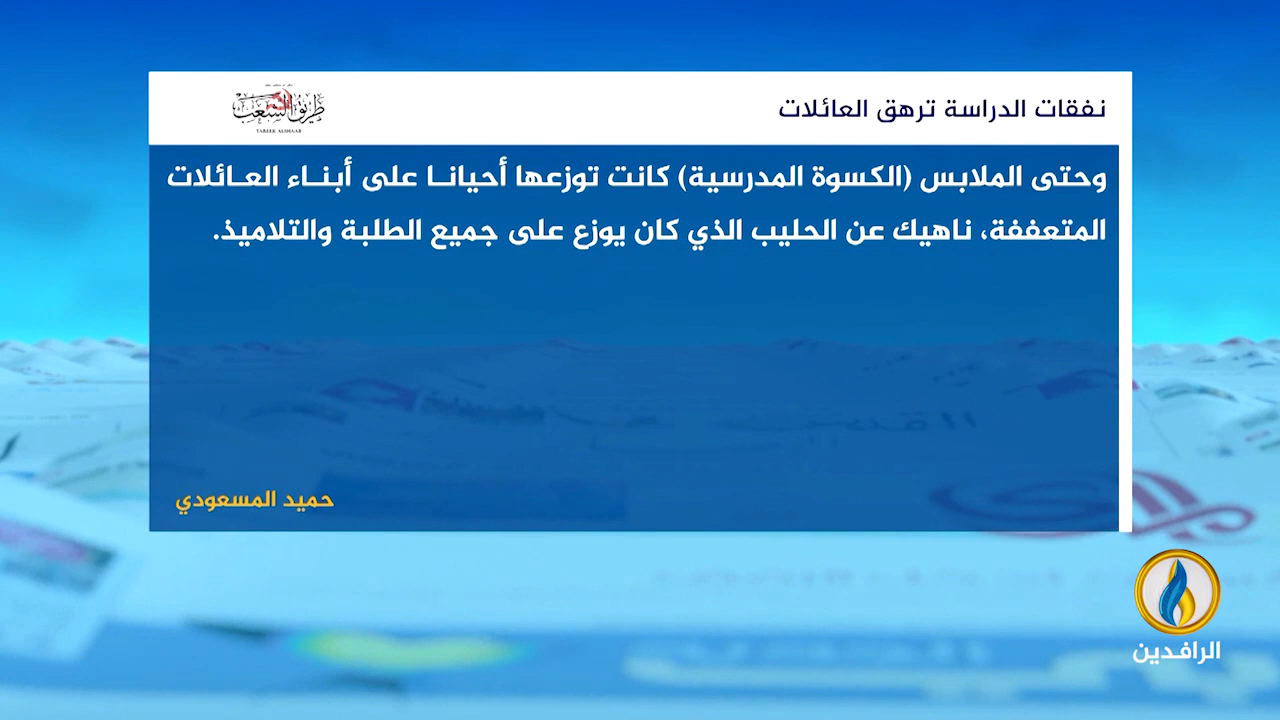 نفقات الدراسة ترهق العائلات
طريق الشعب
TAREEK ALSHAAB
وحتى الملابس (الكسوة المدرسية) كانت توزعها أحيانا على أبناء العائلات
المتعففة، ناهيك عن الحليب الذي كان يوزع على جميع الطلبة والتلاميذ.
حميد المسعودي
الرافدين